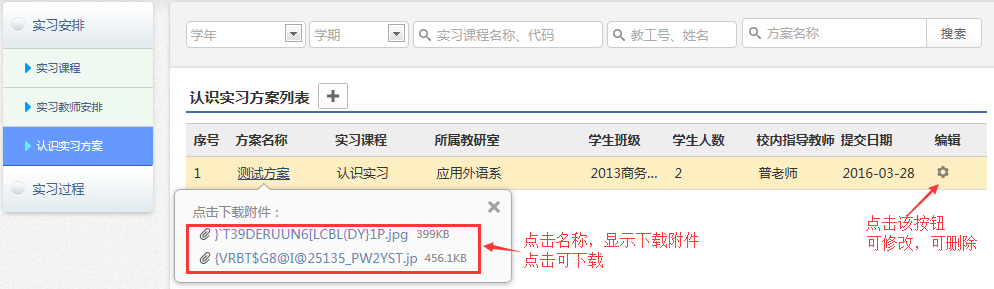 实习安排
实习课程
实习教师安排
认识实习方案
实习过程
学年 学期 实习课程名称、代码 教工号、姓名 方案名称 搜索
认识实习方案列表
序号 方案名称 实习课程 所属教研室 学生班级 学生人数 校内指导教师 提交日期 编辑
1 测试方案 认识实习 应用外语系 2013商务... 2 普老师 2016-03-28
点击下载附件：
}`T39DERUUN6[LCBL(DY}1P.jpg 399KB
{VRBT$G8@I@25135_PW2YST.jp 456.1KB
点击名称，显示下载附件
点击可下载
点击该按钮
可修改，可删除